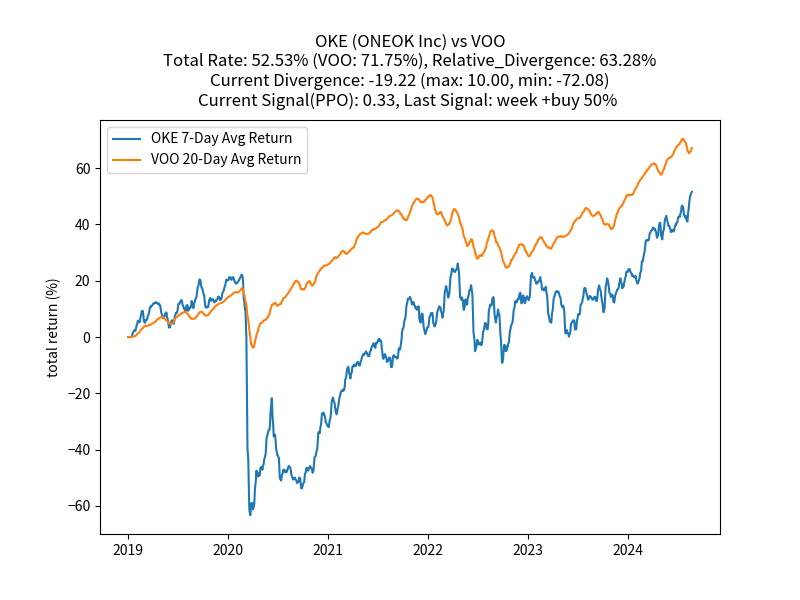 OKE (ONEOK Inc) vs VOO
Total Rate: 52.53% (VOO: 71.75%), Relative_Divergence: 63.28%
Current Divergence: -19.22 (max: 10.00, min: -72.08)
Current Signal(PPO): 0.33, Last Signal: week +buy 50%
OKE 7-Day Avg Return
VOO 20-Day Avg Return
total return (%)
60
40
20
0
−20
−40
−60
2019 2020 2021 2022 2023 2024